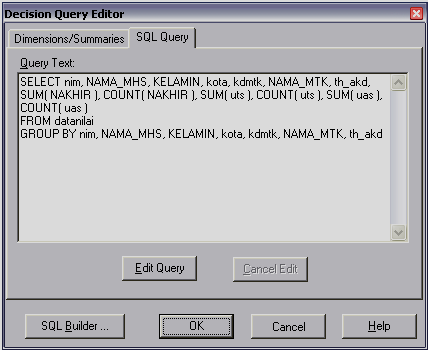 Decision Query Editor
Dimensions/Summaries
SQL Query
Query Text:
SELECT nim, NAMA_MHS, KELAMIN, kota, kdmtk, NAMA_MTK, th_akd,
SUM( NAKHIR ), COUNT( NAKHIR ), SUM( uts ), COUNT( uts ), SUM( uas ),
COUNT( uas )
FROM datanilai
GROUP BY nim, NAMA_MHS, KELAMIN, kota, kdmtk, NAMA_MTK, th_akd
Edit Query
Cancel Edit
SQL Builder ...
OK
Cancel
Help